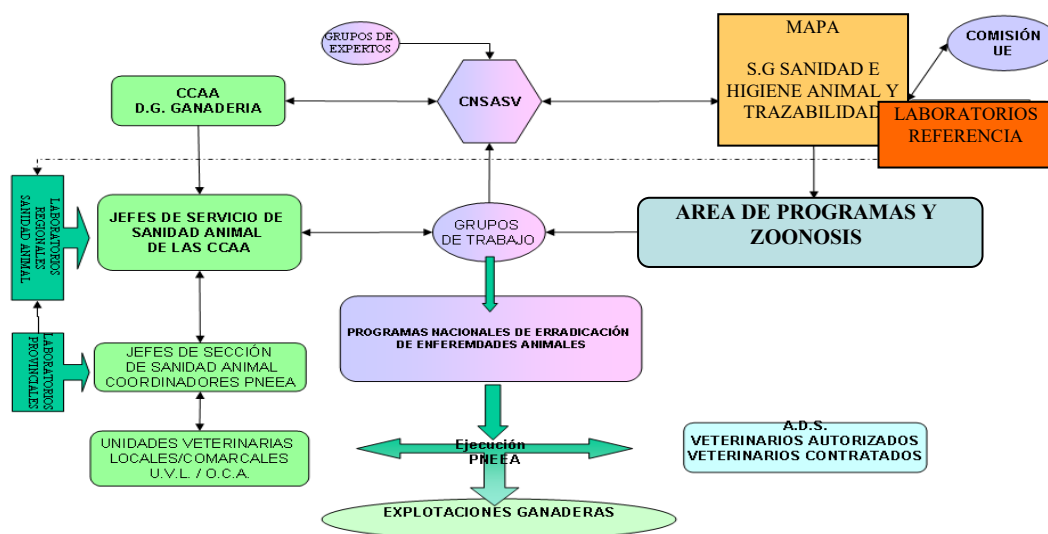 GRUPOS DE
EXPERTOS
MAPA
S.G SANIDAD E
HIGIENE ANIMAL Y
TRAZABILIDAD
COMISIÓN
UE
CCAA
D.G. GANADERIA
CNSASV
LABORATORIOS
REFERENCIA
LABORATORIOS
REGIONALES
SANIDAD ANIMAL
JEFES DE SERVICIO DE
SANIDAD ANIMAL
DE LAS CCAA
GRUPOS
DE TRABAJO
AREA DE PROGRAMAS Y
ZOONOSIS
PROGRAMAS NACIONALES DE ERRADICACIÓN
DE ENFEREMDADES ANIMALES
LABORATORIOS
PROVINCIALES
JEFES DE SECCIÓN
DE SANIDAD ANIMAL
COORDINADORES PNEEA
UNIDADES VETERINARIAS
LOCALES/COMARCALES
U.V.L. / O.C.A.
Ejecución
PNEEA
A.D.S.
VETERINARIOS AUTORIZADOS
VETERINARIOS CONTRATADOS
EXPLOTACIONES GANADERAS